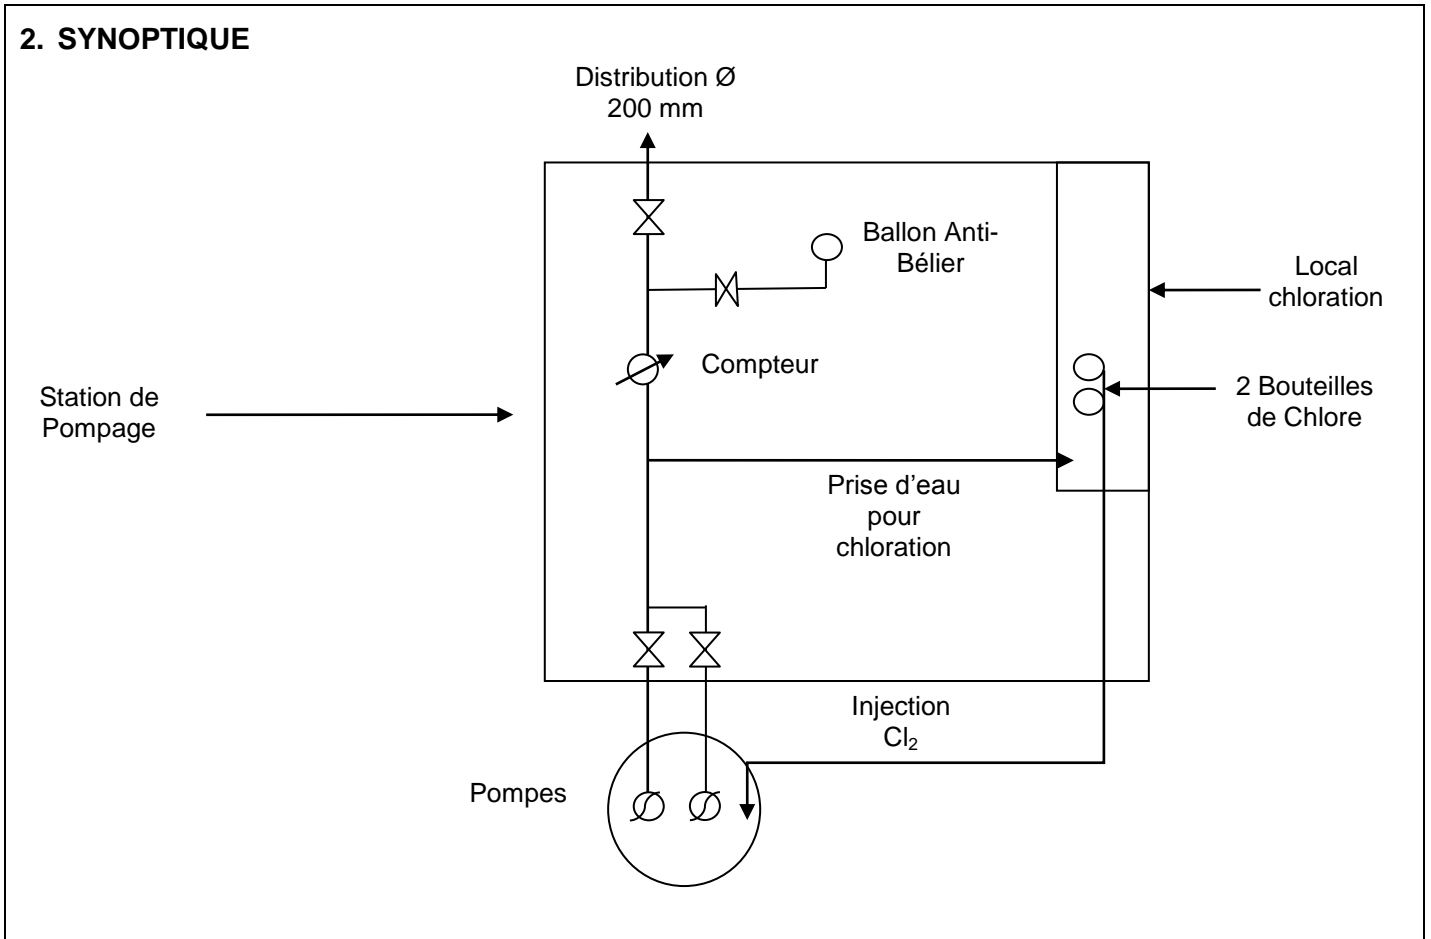 2. SYNOPTIQUE
Distribution Ø
200 mm
Ballon Anti-
Bélier
Local
chloration
Compteur
2 Bouteilles
de Chlore
Station de
Pompage
Prise d’eau
pour
chloration
Injection
Cl₂
Pompes